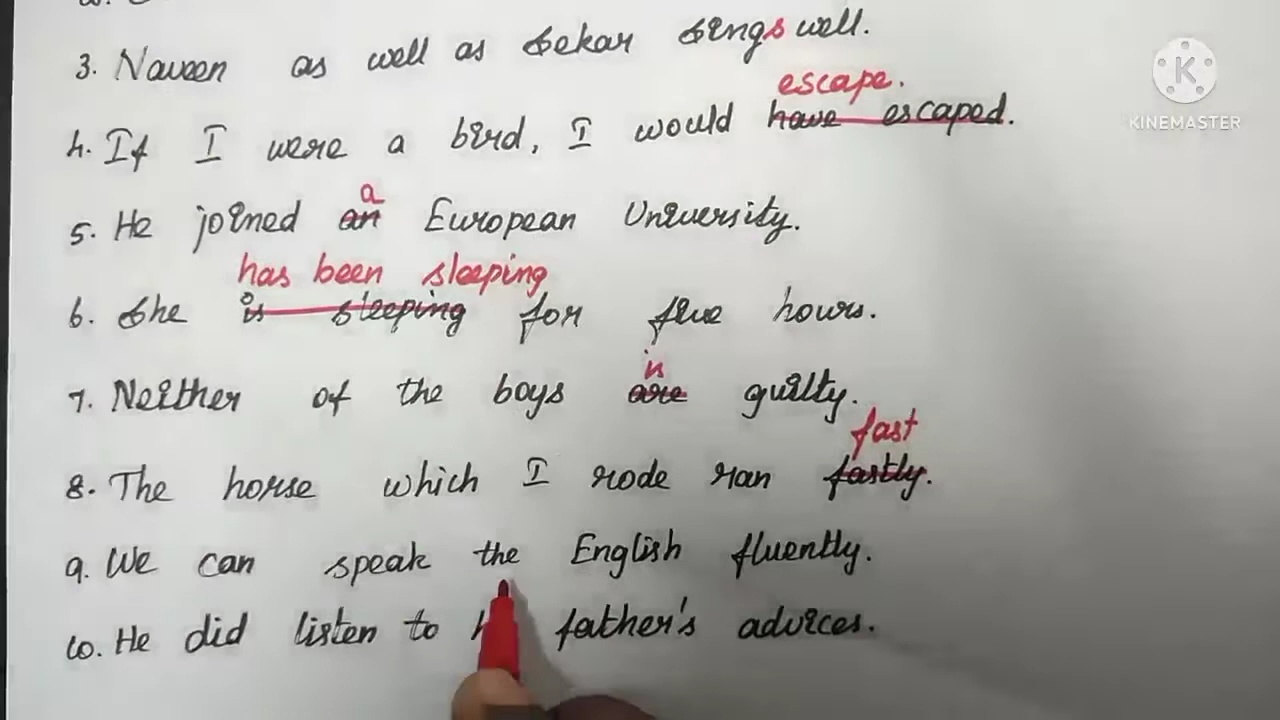 3. Naveen as well as Sekar Sings well.
escape.
4. If I were a bird, I would have escaped.
a
5. He joined an European University.
has been sleeping
6. She is sleeping for five hours.
is
7. Neither of the boys are guilty.
fast
8. The horse which I rode ran fastly.
9. We can speak the English fluently.
10. He did listen to father's advices.
K
KINEMASTER